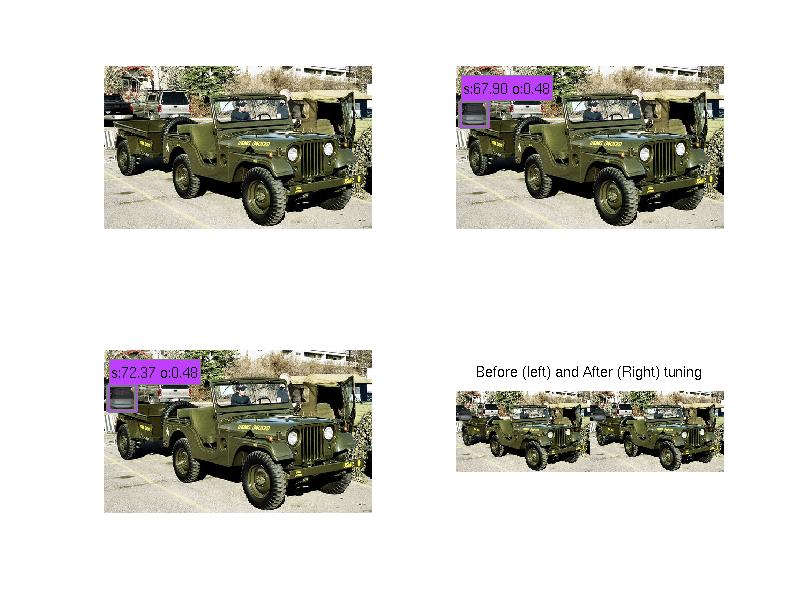 s:67.90 o:0.48
s:72.37 o:0.48
Before (left) and After (Right) tuning